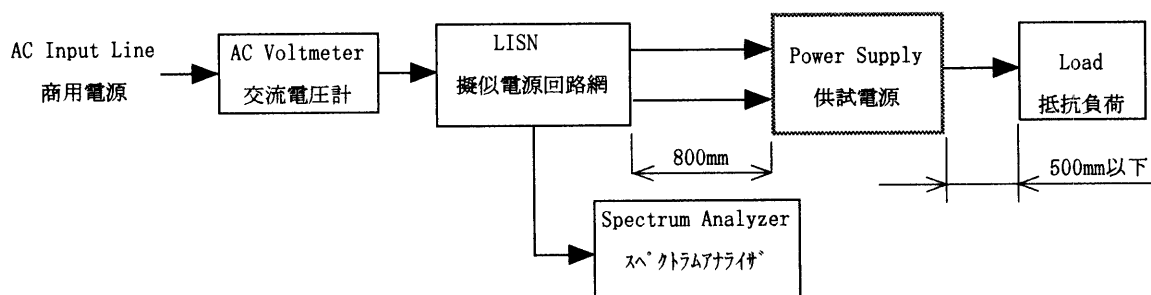 AC Input Line
商用電源
AC Voltmeter
交流電圧計
LISN
擬似電源回路網
Power Supply
供試電源
Load
抵抗負荷
800mm
500mm以下
Spectrum Analyzer
ｽﾍﾟｸﾄﾗﾑｱﾅﾗｲｻﾞ